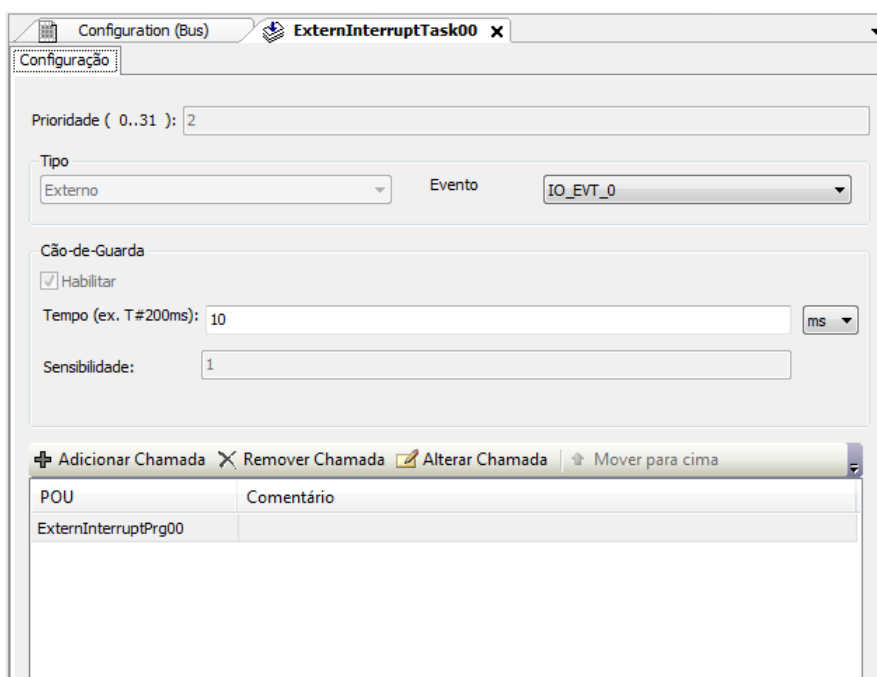 Configuration (Bus) ExternInterruptTask00
Configuração
Prioridade ( 0..31 ): 2
Tipo
Externo Evento IO_EVT_0
Cão-de-Guarda
Habilitar
Tempo (ex. T#200ms): 10 ms
Sensibilidade: 1
Adicionar Chamada Remover Chamada Alterar Chamada Mover para cima
POU Comentário
ExternInterruptPrg00